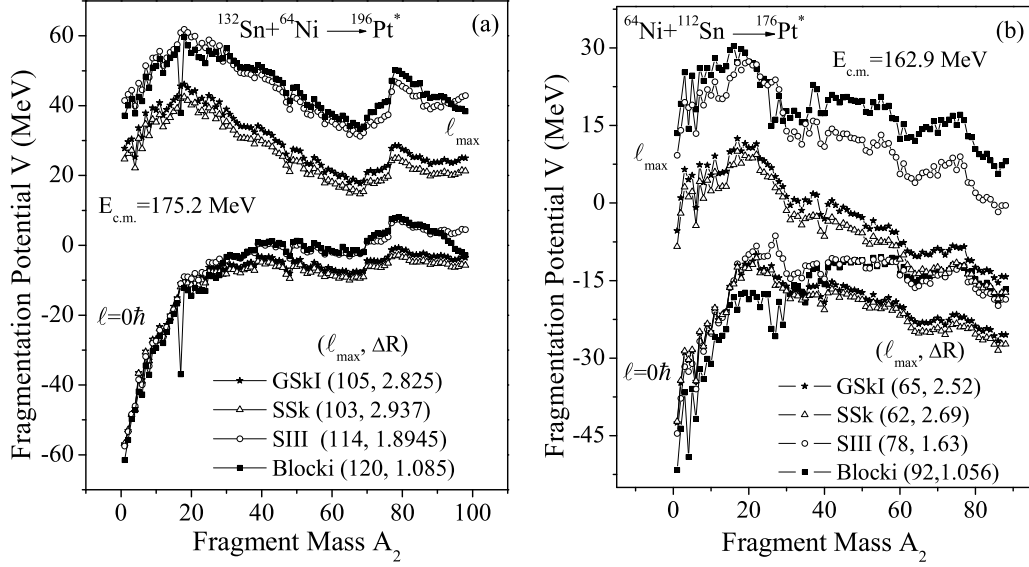 ¹³²Sn+⁶⁴Ni ⟶ ¹⁹⁶Pt*
(a)
60
40
20
0
-20
-40
-60
Fragmentation Potential V (MeV)
ℓmax
E_c.m.=175.2 MeV
ℓ=0ħ
(ℓmax, ΔR)
GSkI (105, 2.825)
SSk (103, 2.937)
SIII (114, 1.8945)
Blocki (120, 1.085)
0 20 40 60 80 100
Fragment Mass A₂
⁶⁴Ni+¹¹²Sn ⟶ ¹⁷⁶Pt*
(b)
E_c.m.=162.9 MeV
30
15
0
-15
-30
-45
Fragmentation Potential V (MeV)
ℓmax
ℓ=0ħ
(ℓmax, ΔR)
GSkI (65, 2.52)
SSk (62, 2.69)
SIII (78, 1.63)
Blocki (92,1.056)
0 20 40 60 80
Fragment Mass A₂